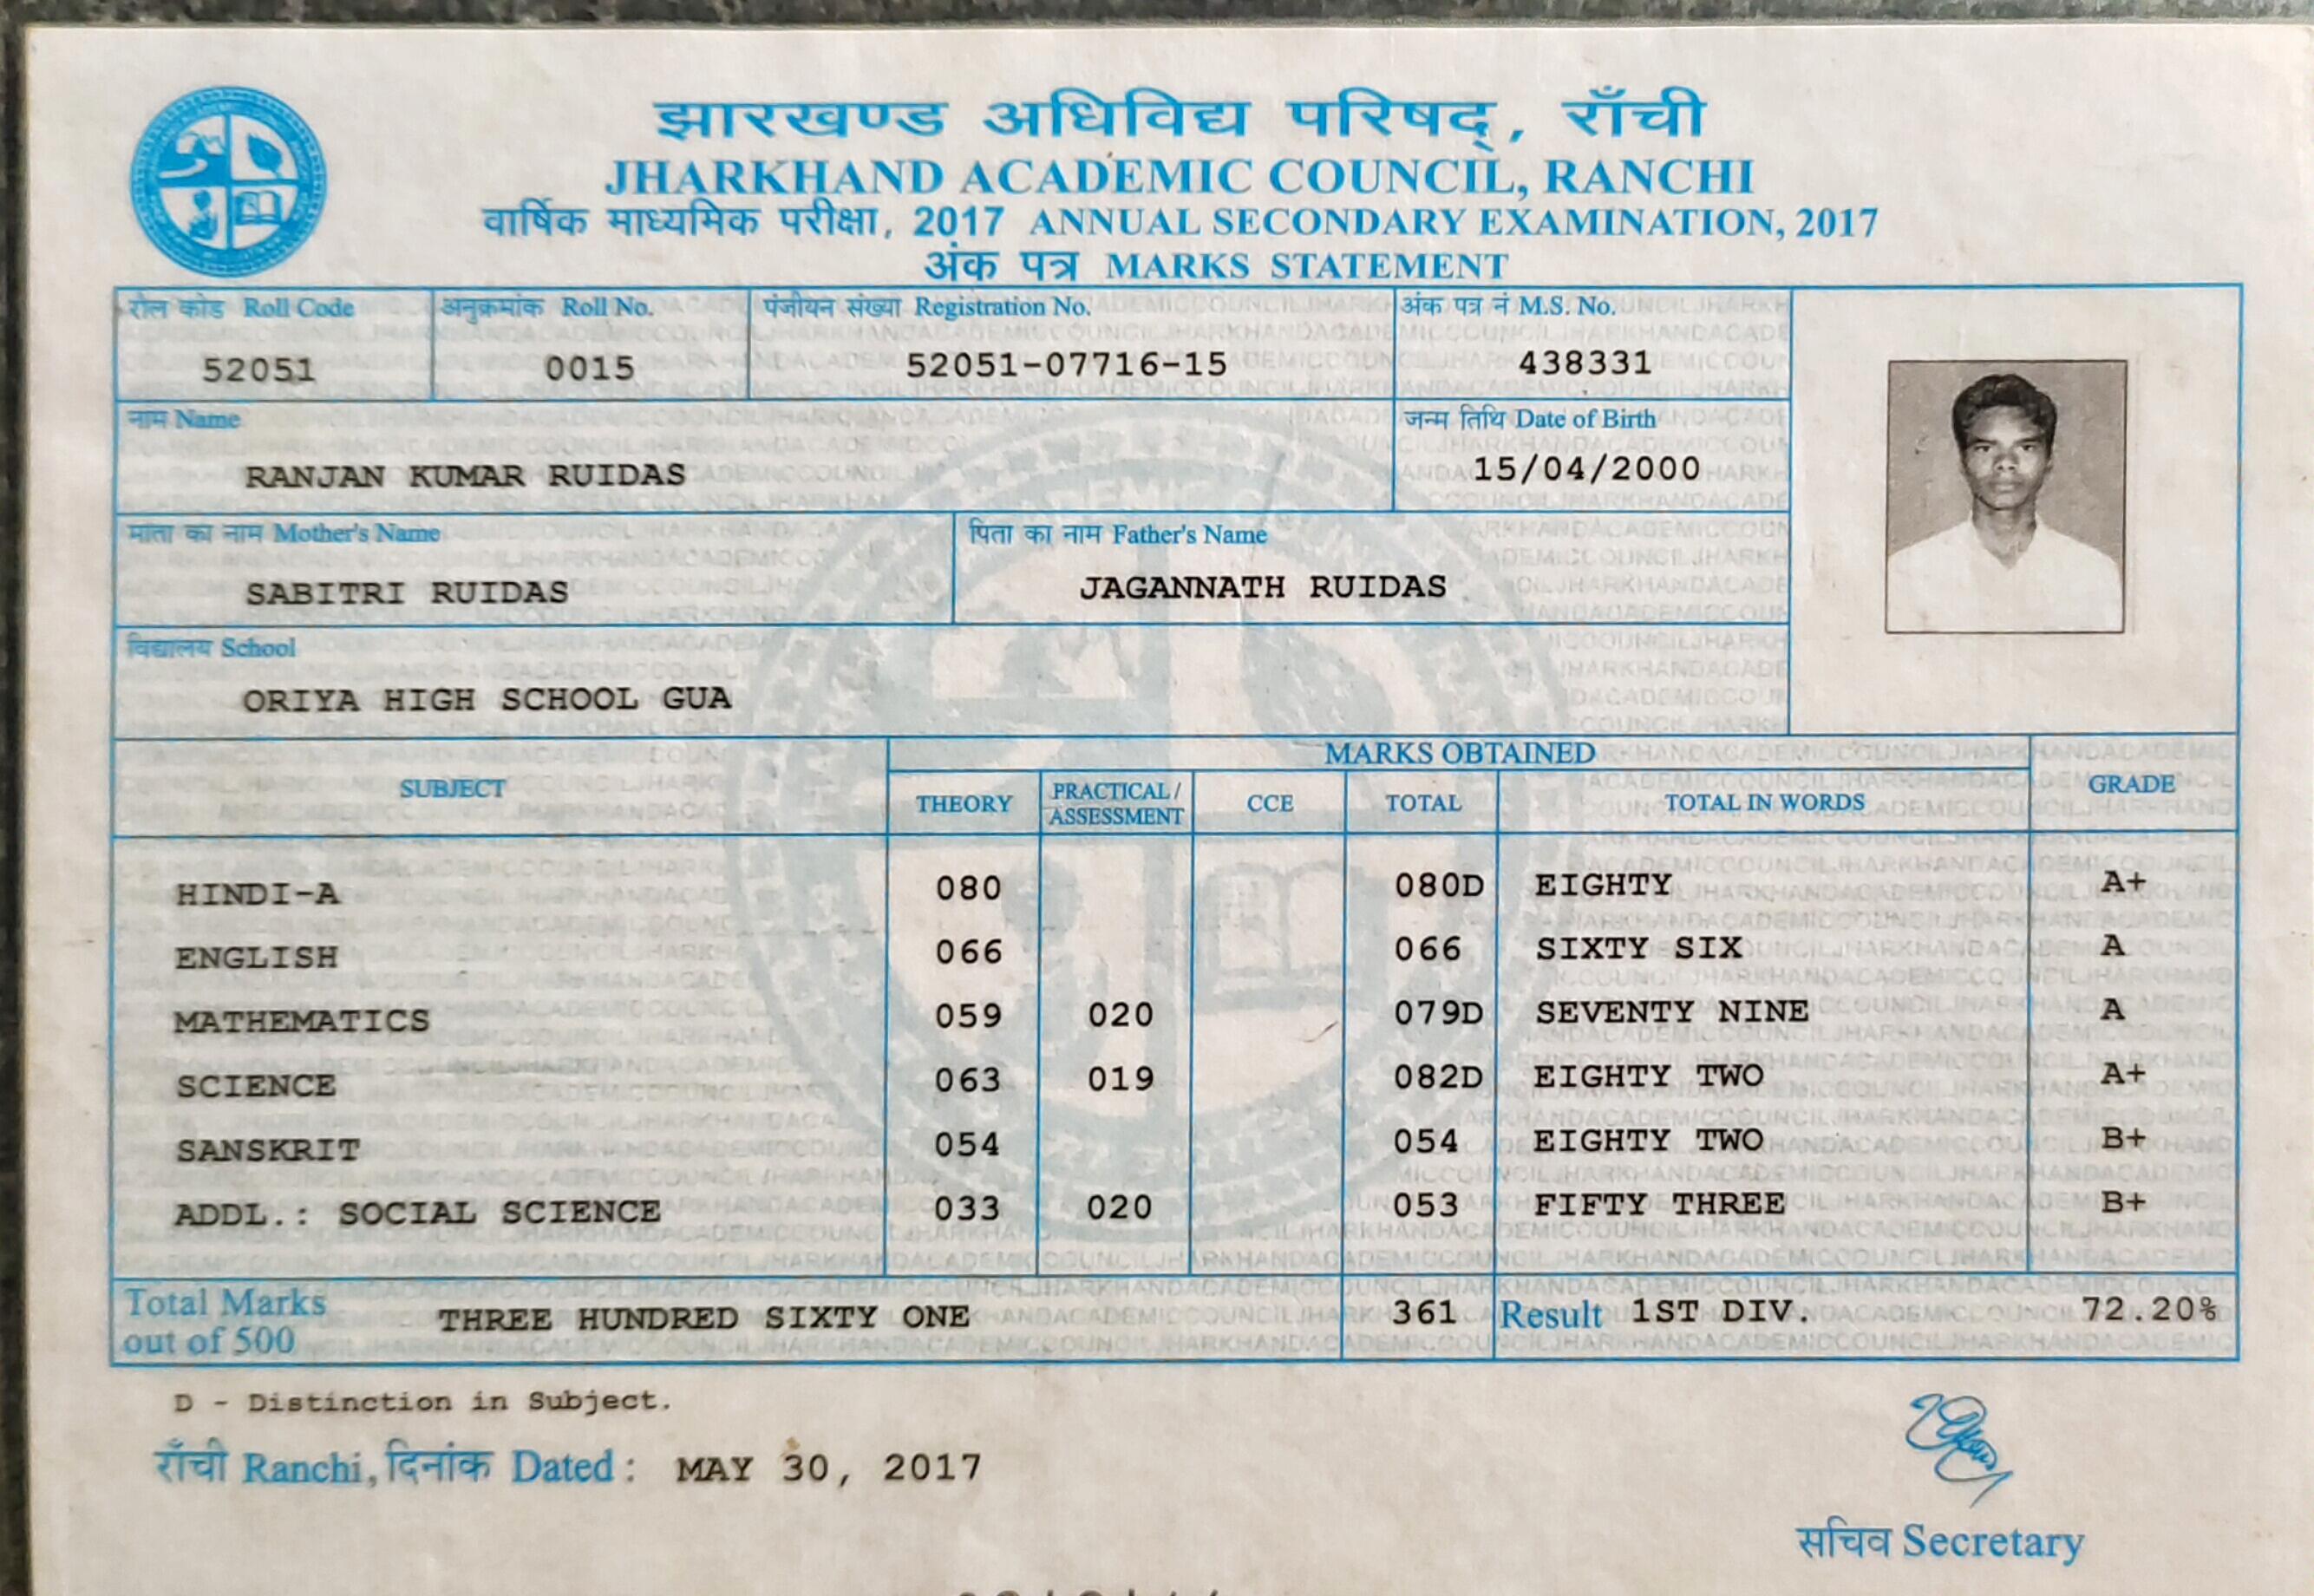 झारखण्ड अधिविद्य परिषद्, राँची
JHARKHAND ACADEMIC COUNCIL, RANCHI
वार्षिक माध्यमिक परीक्षा, 2017 ANNUAL SECONDARY EXAMINATION, 2017
अंक पत्र MARKS STATEMENT
रौल कोड Roll Code अनुक्रमांक Roll No. पंजीयन संख्या Registration No. अंक पत्र नं M.S. No.
52051 0015 52051-07716-15 438331
नाम Name जन्म तिथि Date of Birth
RANJAN KUMAR RUIDAS 15/04/2000
माता का नाम Mother's Name पिता का नाम Father's Name
SABITRI RUIDAS JAGANNATH RUIDAS
विद्यालय School
ORIYA HIGH SCHOOL GUA
MARKS OBTAINED
SUBJECT THEORY PRACTICAL / ASSESSMENT CCE TOTAL TOTAL IN WORDS GRADE
HINDI-A 080 080D EIGHTY A+
ENGLISH 066 066 SIXTY SIX A
MATHEMATICS 059 020 079D SEVENTY NINE A
SCIENCE 063 019 082D EIGHTY TWO A+
SANSKRIT 054 054 EIGHTY TWO B+
ADDL.: SOCIAL SCIENCE 033 020 053 FIFTY THREE B+
Total Marks
out of 500 THREE HUNDRED SIXTY ONE 361 Result 1ST DIV. 72.20%
D - Distinction in Subject.
राँची Ranchi, दिनांक Dated : MAY 30, 2017
सचिव Secretary